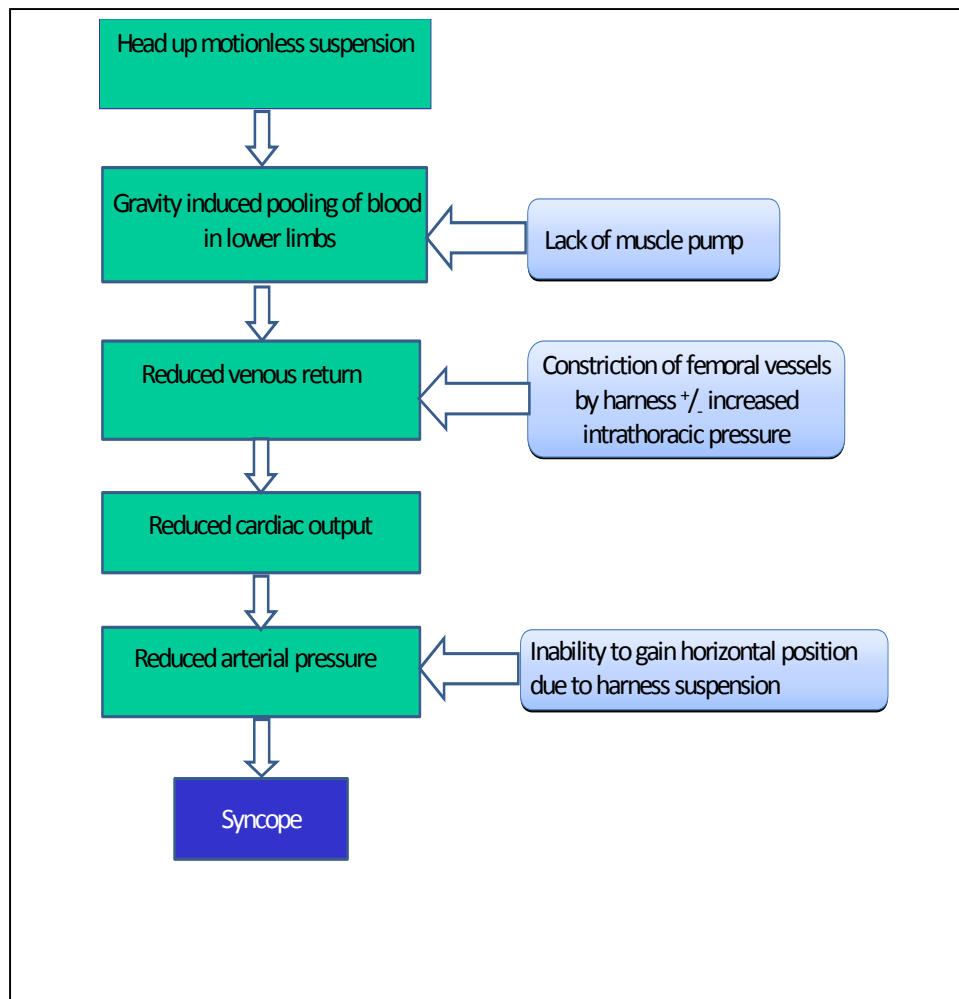 Head up motionless suspension
Gravity induced pooling of blood
in lower limbs
Lack of muscle pump
Reduced venous return
Constriction of femoral vessels
by harness +/- increased
intrathoracic pressure
Reduced cardiac output
Reduced arterial pressure
Inability to gain horizontal position
due to harness suspension
Syncope